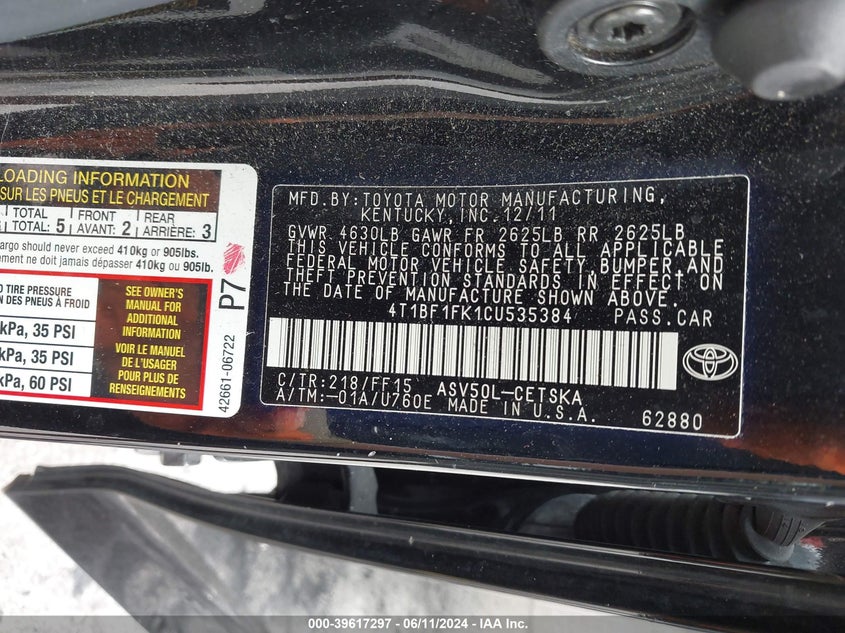 LOADING INFORMATION
SUR LES PNEUS ET LE CHARGEMENT
TOTAL FRONT REAR
TOTAL: 5 AVANT: 2 ARRIÈRE: 3
argo should never exceed 410kg or 905lbs.
ement ne doit jamais dépasser 410kg ou 905lb.
D TIRE PRESSURE
ON DES PNEUS À FROID
kPa, 35 PSI
kPa, 35 PSI
kPa, 60 PSI
SEE OWNER'S
MANUAL FOR
ADDITIONAL
INFORMATION
VOIR LE MANUEL
DE L'USAGER
POUR PLUS DE
RENSEIGNEMENTS
P7
42661-06722
MFD.BY:TOYOTA MOTOR MANUFACTURING,
KENTUCKY,INC.12/11
GVWR 4630LB GAWR FR 2625LB RR 2625LB
THIS VEHICLE CONFORMS TO ALL APPLICABLE
FEDERAL MOTOR VEHICLE SAFETY,BUMPER,AND
THEFT PREVENTION STANDARDS IN EFFECT ON
THE DATE OF MANUFACTURE SHOWN ABOVE.
4T1BF1FK1CU535384 PASS.CAR
C/TR:218/FF15 ASV50L-CETSKA
A/TM:-01A/U760E MADE IN U.S.A.
62880
000-39617297 - 06/11/2024 - IAAI.COM